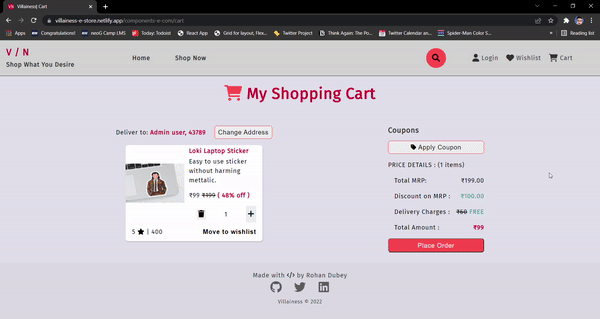 Villainess| Cart
villainess-e-store.netlify.app/components-e-com/cart
Apps Congratulations! neoG Camp LMS Today: Todoist React App Grid for layout, Flex... Twitter Project Think Again: The Po... Twitter Calendar an... Spider-Man Color S... Reading list
V / N
Shop What You Desire
Home Shop Now
Login Wishlist Cart
My Shopping Cart
Deliver to: Admin user, 43789 Change Address
Loki Laptop Sticker
Easy to use sticker
without harming
mettalic.
₹99 ₹199 ( 48% off )
1
5 | 400 Move to wishlist
Coupons
Apply Coupon
PRICE DETAILS : (1 items)
Total MRP: ₹199.00
Discount on MRP : ₹100.00
Delivery Charges : ₹60 FREE
Total Amount : ₹99
Place Order
Made with </> by Rohan Dubey
Villainess © 2022